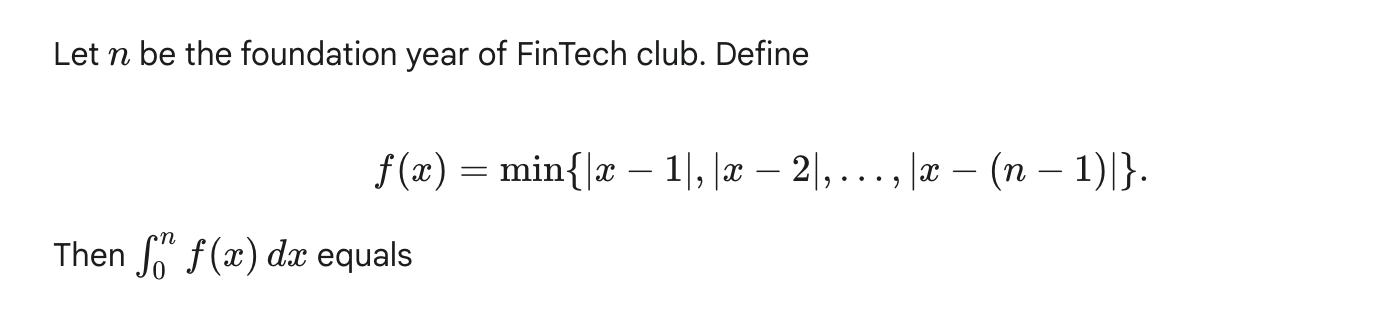 Let n be the foundation year of FinTech club. Define
f(x) = min{|x − 1|, |x − 2|, . . . , |x − (n − 1)|}.
Then ∫₀ⁿ f(x) dx equals